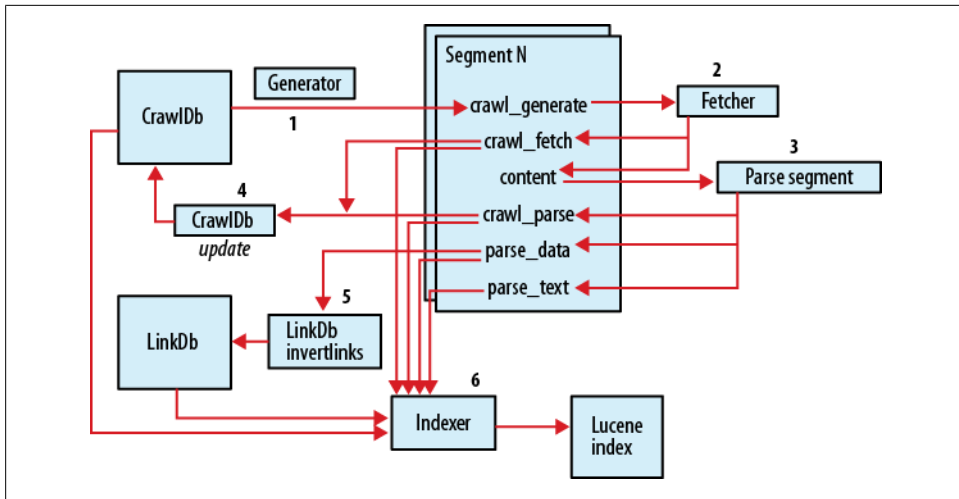 Segment N
Generator
2
CrawlDb
crawl_generate
Fetcher
1
crawl_fetch
3
content
Parse segment
4
CrawlDb
crawl_parse
update
parse_data
parse_text
5
LinkDb
LinkDb
invertlinks
6
Indexer
Lucene
index